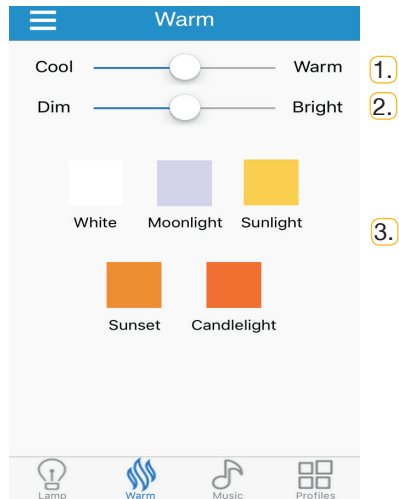 Warm
Cool Warm 1.
Dim Bright 2.
White Moonlight Sunlight
3.
Sunset Candlelight
Lamp Warm Music Profiles